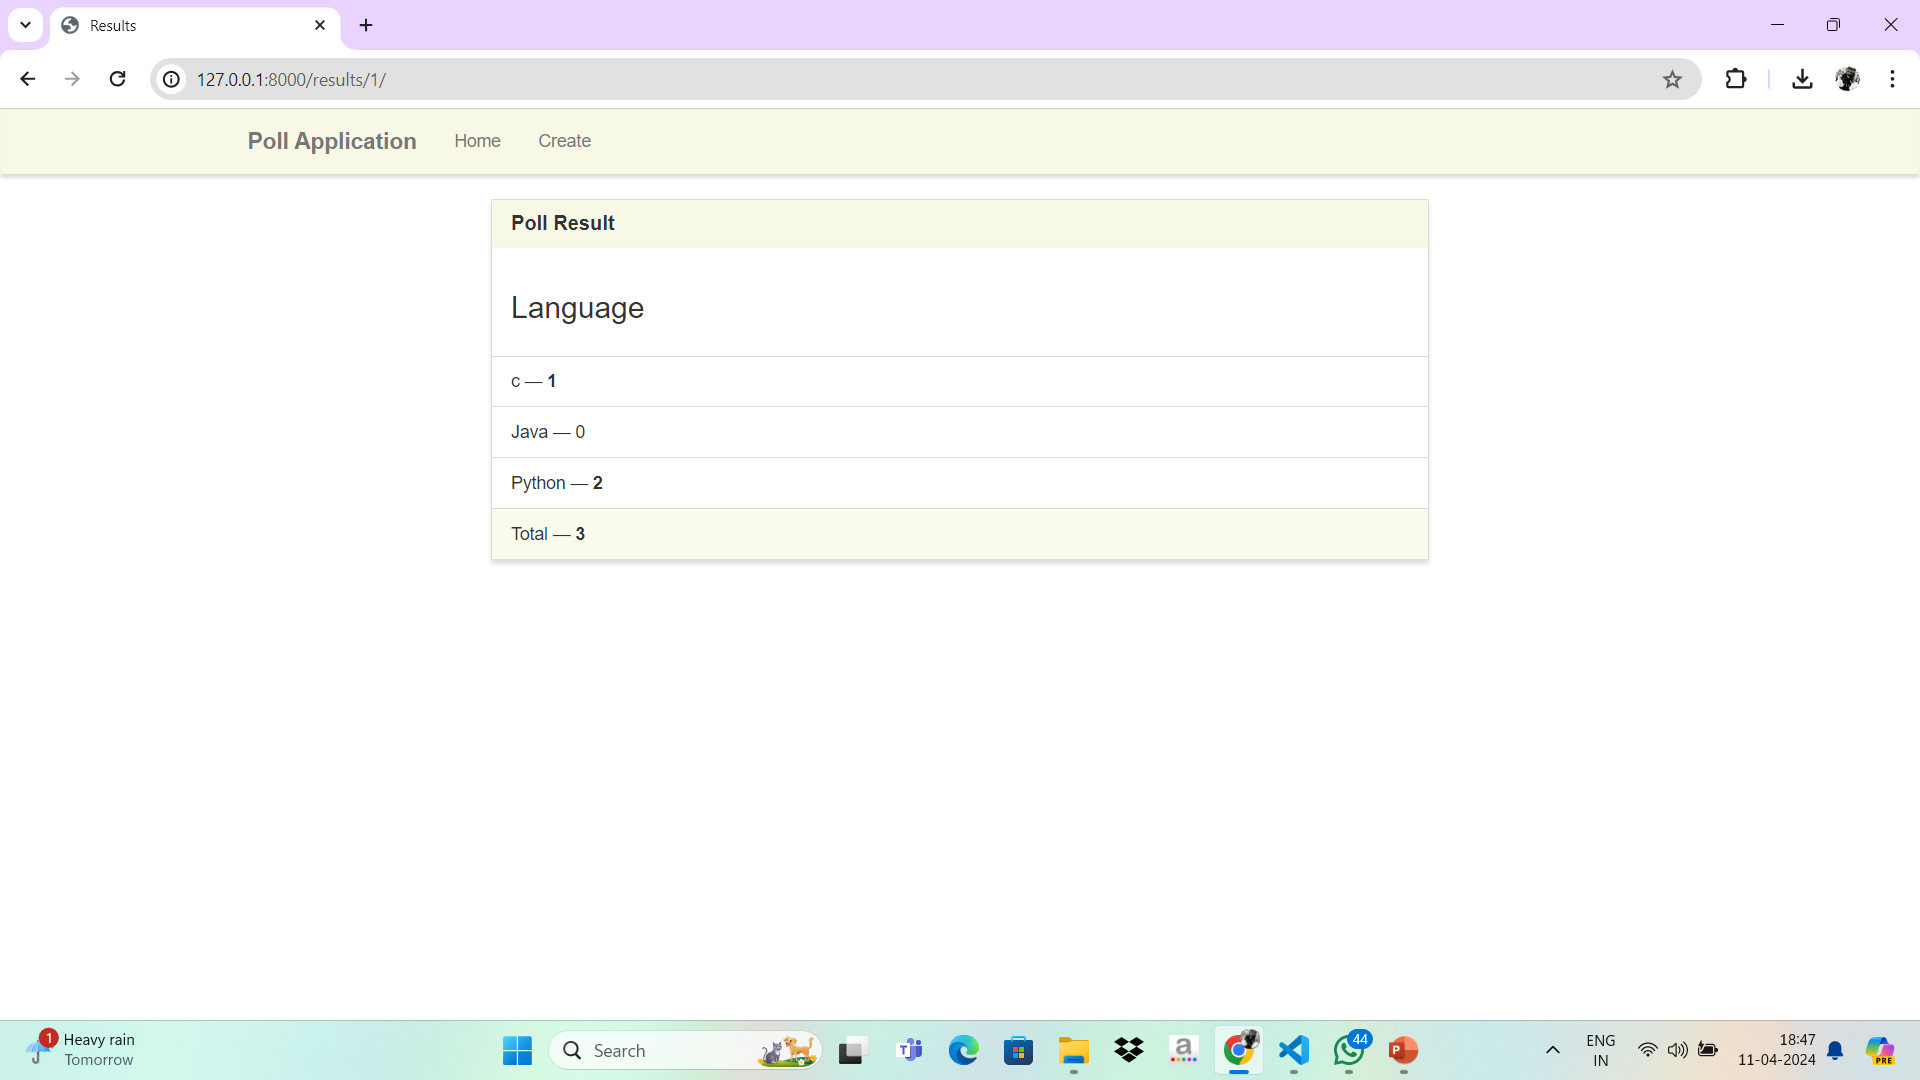 Results
127.0.0.1:8000/results/1/
Poll Application Home Create
Poll Result
Language
c — 1
Java — 0
Python — 2
Total — 3
1
Heavy rain
Tomorrow
Search
T
a
44
P
ENG
IN
18:47
11-04-2024
PRE